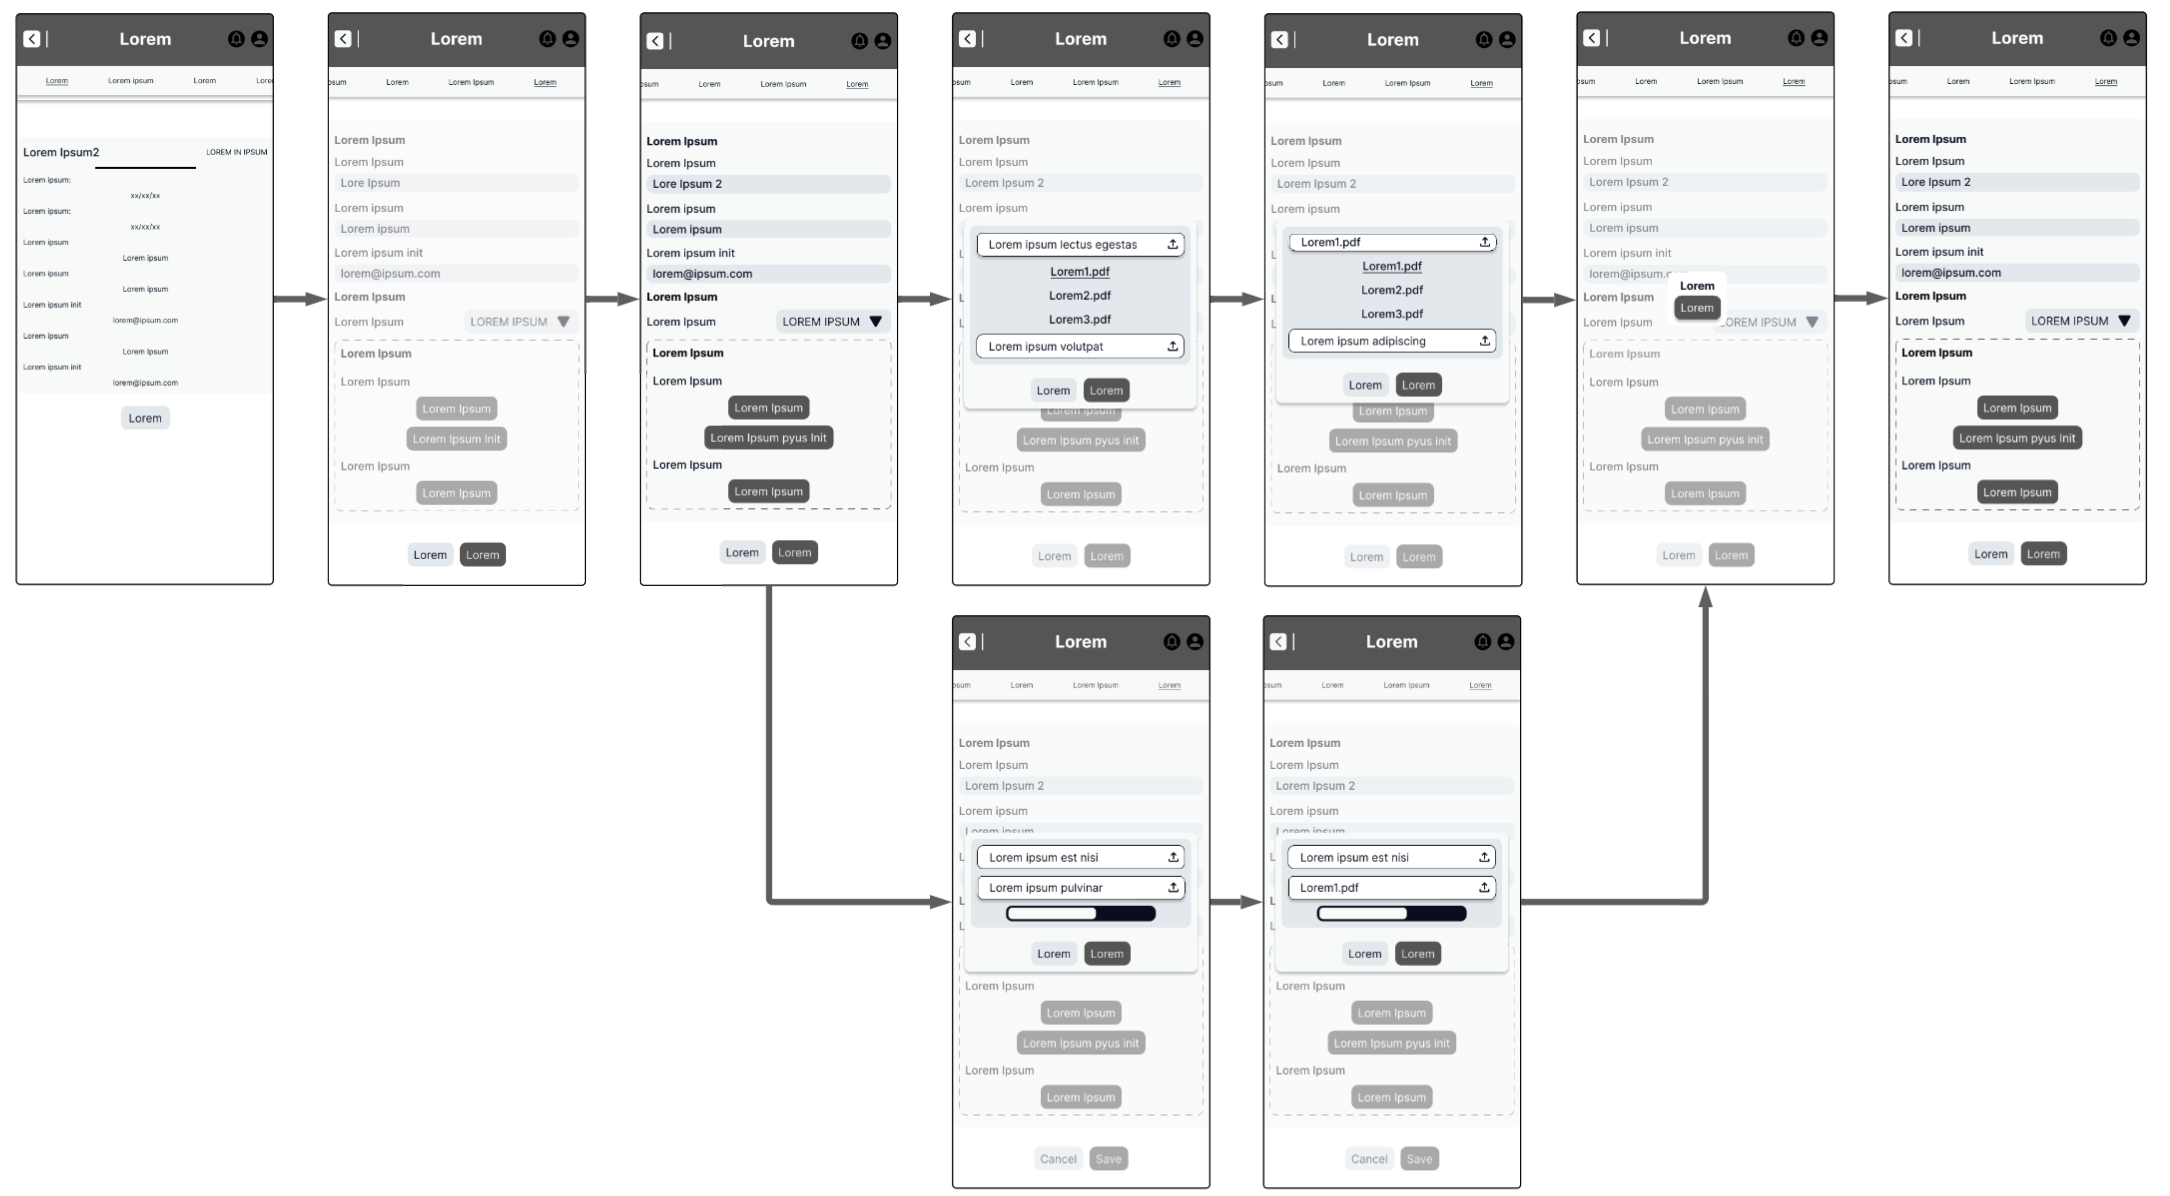 Lorem
Lorem Lorem ipsum Lorem Lorer
Lorem Ipsum2 LOREM IN IPSUM
Lorem ipsum:
xx/xx/xx
Lorem ipsum:
xx/xx/xx
Lorem ipsum
Lorem ipsum
Lorem ipsum
Lorem ipsum
Lorem ipsum init
lorem@ipsum.com
Lorem ipsum
Lorem Ipsum
Lorem ipsum init
lorem@ipsum.com
Lorem
Lorem
psum Lorem Lorem Ipsum Lorem
Lorem Ipsum
Lorem Ipsum
Lore Ipsum
Lorem ipsum
Lorem ipsum
Lorem ipsum init
lorem@ipsum.com
Lorem Ipsum
Lorem Ipsum LOREM IPSUM
Lorem Ipsum
Lorem Ipsum
Lorem Ipsum
Lorem Ipsum Init
Lorem Ipsum
Lorem Ipsum
Lorem Lorem
Lorem
psum Lorem Lorem Ipsum Lorem
Lorem Ipsum
Lorem Ipsum
Lore Ipsum 2
Lorem ipsum
Lorem ipsum
Lorem ipsum init
lorem@ipsum.com
Lorem Ipsum
Lorem Ipsum LOREM IPSUM
Lorem Ipsum
Lorem Ipsum
Lorem Ipsum
Lorem Ipsum pyus Init
Lorem Ipsum
Lorem Ipsum
Lorem Lorem
Lorem
psum Lorem Lorem Ipsum Lorem
Lorem Ipsum
Lorem Ipsum
Lorem Ipsum 2
Lorem ipsum
Lorem ipsum lectus egestas
Lorem1.pdf
Lorem2.pdf
Lorem3.pdf
Lorem ipsum volutpat
Lorem Lorem
Lorem Ipsum
Lorem Ipsum pyus init
Lorem Ipsum
Lorem Ipsum
Lorem Lorem
Lorem
psum Lorem Lorem Ipsum Lorem
Lorem Ipsum
Lorem Ipsum
Lorem Ipsum 2
Lorem ipsum
Lorem1.pdf
Lorem1.pdf
Lorem2.pdf
Lorem3.pdf
Lorem ipsum adipiscing
Lorem Lorem
Lorem Ipsum
Lorem Ipsum pyus init
Lorem Ipsum
Lorem Ipsum
Lorem Lorem
Lorem
psum Lorem Lorem Ipsum Lorem
Lorem Ipsum
Lorem Ipsum
Lorem Ipsum 2
Lorem ipsum
Lorem ipsum
Lorem ipsum init
lorem@ipsum.c
Lorem
Lorem
Lorem Ipsum
Lorem Ipsum LOREM IPSUM
Lorem Ipsum
Lorem Ipsum
Lorem Ipsum
Lorem Ipsum pyus init
Lorem Ipsum
Lorem Ipsum
Lorem Lorem
Lorem
psum Lorem Lorem Ipsum Lorem
Lorem Ipsum
Lorem Ipsum
Lore Ipsum 2
Lorem ipsum
Lorem ipsum
Lorem ipsum init
lorem@ipsum.com
Lorem Ipsum
Lorem Ipsum LOREM IPSUM
Lorem Ipsum
Lorem Ipsum
Lorem Ipsum
Lorem Ipsum pyus Init
Lorem Ipsum
Lorem Ipsum
Lorem Lorem
Lorem
psum Lorem Lorem Ipsum Lorem
Lorem Ipsum
Lorem Ipsum
Lorem Ipsum 2
Lorem ipsum
Lorem ipsum
Lorem ipsum est nisi
Lorem ipsum pulvinar
Lorem Lorem
Lorem Ipsum
Lorem Ipsum
Lorem Ipsum pyus init
Lorem Ipsum
Lorem Ipsum
Cancel Save
Lorem
psum Lorem Lorem Ipsum Lorem
Lorem Ipsum
Lorem Ipsum
Lorem Ipsum 2
Lorem ipsum
Lorem ipsum
Lorem ipsum est nisi
Lorem1.pdf
Lorem Lorem
Lorem Ipsum
Lorem Ipsum
Lorem Ipsum pyus init
Lorem Ipsum
Lorem Ipsum
Cancel Save